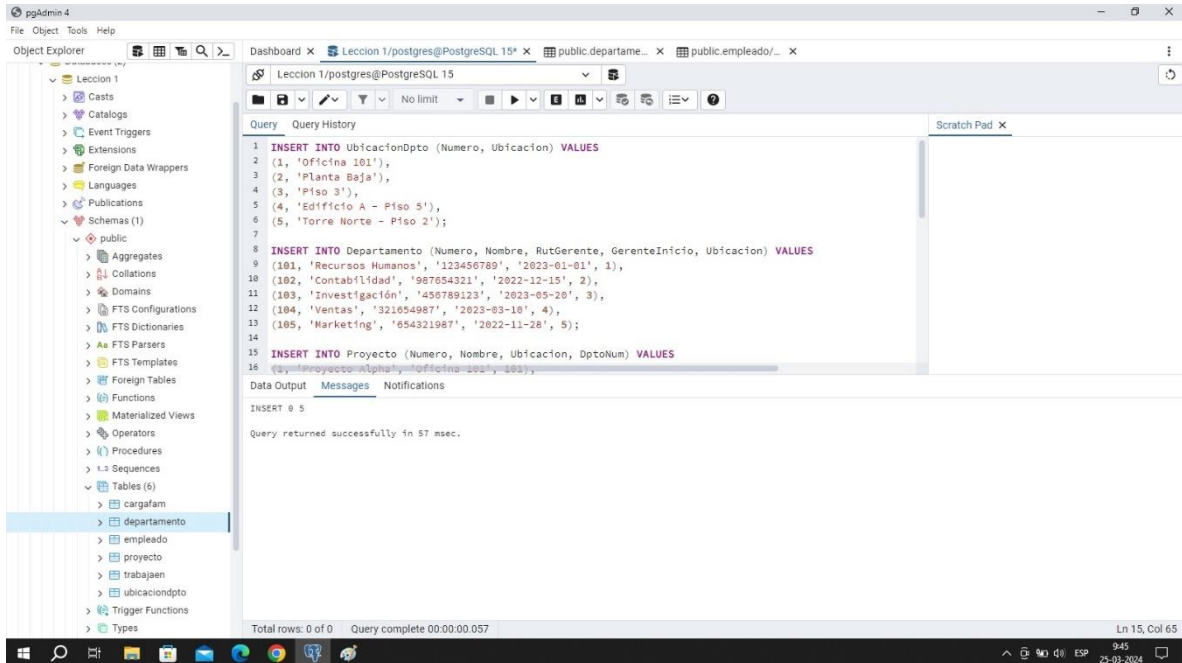 pgAdmin 4
File Object Tools Help
Object Explorer
Dashboard Leccion 1/postgres@PostgreSQL 15* public.departame... public.empleado/...
Leccion 1
Leccion 1/postgres@PostgreSQL 15
Casts
Catalogs
No limit
Event Triggers
Query Query History
Scratch Pad
Extensions
Foreign Data Wrappers
Languages
Publications
Schemas (1)
public
Aggregates
Collations
Domains
FTS Configurations
FTS Dictionaries
FTS Parsers
FTS Templates
Foreign Tables
Functions
Materialized Views
Operators
Procedures
Sequences
Tables (6)
cargafam
departamento
empleado
proyecto
trabajaen
ubicaciondpto
Trigger Functions
Types
1 INSERT INTO UbicacionDpto (Numero, Ubicacion) VALUES
2 (1, 'Oficina 101'),
3 (2, 'Planta Baja'),
4 (3, 'Piso 3'),
5 (4, 'Edificio A - Piso 5'),
6 (5, 'Torre Norte - Piso 2');
7
8 INSERT INTO Departamento (Numero, Nombre, RutGerente, GerenteInicio, Ubicacion) VALUES
9 (101, 'Recursos Humanos', '123456789', '2023-01-01', 1),
10 (102, 'Contabilidad', '987654321', '2022-12-15', 2),
11 (103, 'Investigación', '456789123', '2023-05-20', 3),
12 (104, 'Ventas', '321654987', '2023-03-10', 4),
13 (105, 'Marketing', '654321987', '2022-11-28', 5);
14
15 INSERT INTO Proyecto (Numero, Nombre, Ubicacion, DptoNum) VALUES
16 (1, 'Proyecto Alpha', 'Oficina 101', 101),
Data Output Messages Notifications
INSERT 0 5
Query returned successfully in 57 msec.
Total rows: 0 of 0 Query complete 00:00:00.057
Ln 15, Col 65
ESP
9:45
25-03-2024